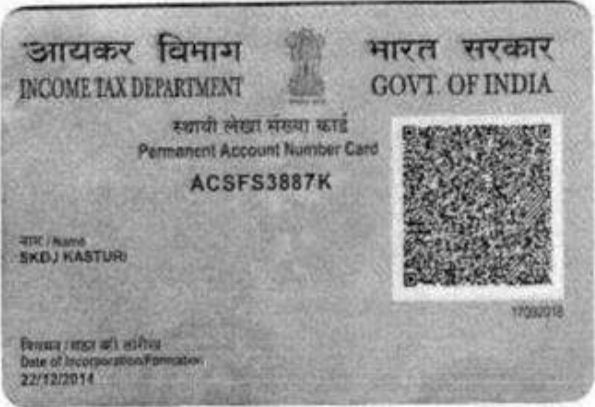 आयकर विभाग
INCOME TAX DEPARTMENT
भारत सरकार
GOVT. OF INDIA
स्थायी लेखा संख्या कार्ड
Permanent Account Number Card
ACSFS3887K
नाम / Name
SKDJ KASTURI
17092018
की तारीख
Date of Incorporation/Formation
22/12/2014